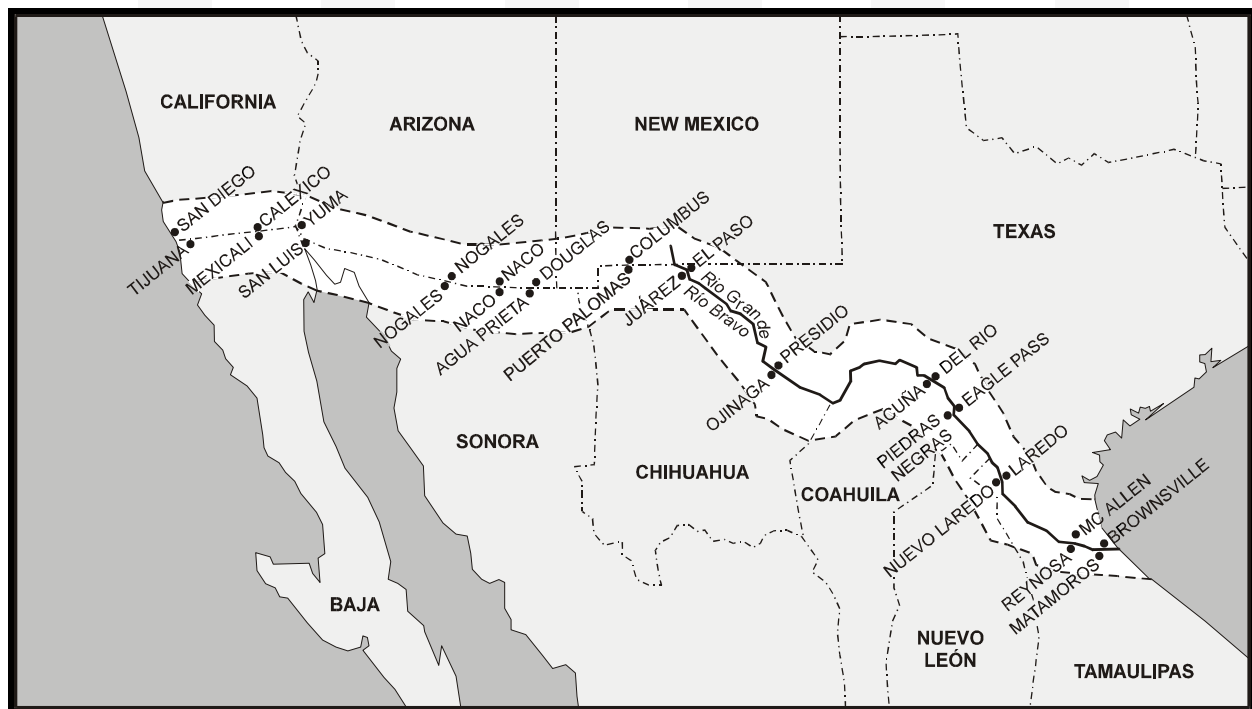 CALIFORNIA
ARIZONA
NEW MEXICO
TEXAS
SAN DIEGO
CALEXICO
YUMA
TIJUANA
MEXICALI
SAN LUIS
NOGALES
NACO
DOUGLAS
COLUMBUS
EL PASO
NOGALES
NACO
AGUA PRIETA
PUERTO PALOMAS
JUÁREZ
Rio Grande
Rio Bravo
PRESIDIO
OJINAGA
DEL RIO
EAGLE PASS
ACUÑA
PIEDRAS
NEGRAS
LAREDO
NUEVO LAREDO
MC ALLEN
BROWNSVILLE
REYNOSA
MATAMOROS
SONORA
CHIHUAHUA
COAHUILA
BAJA
NUEVO
LEÓN
TAMAULIPAS